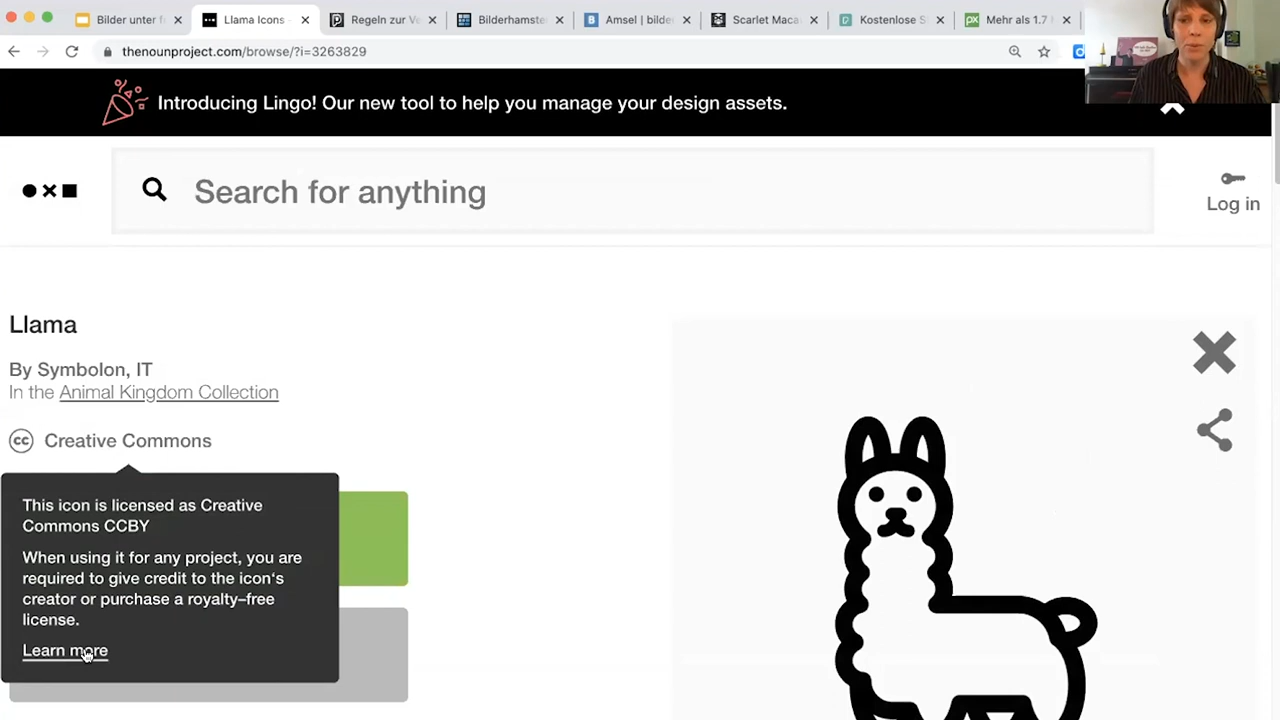 Bilder unter f
Llama Icons
Regeln zur Ve
Bilderhamste
Amsel | bilde
Scarlet Maca
Kostenlose S
Mehr als 1.7
thenounproject.com/browse/?i=3263829
Introducing Lingo! Our new tool to help you manage your design assets.
Search for anything
Log in
Llama
By Symbolon, IT
In the Animal Kingdom Collection
cc Creative Commons
This icon is licensed as Creative
Commons CCBY
When using it for any project, you are
required to give credit to the icon's
creator or purchase a royalty-free
license.
Learn more